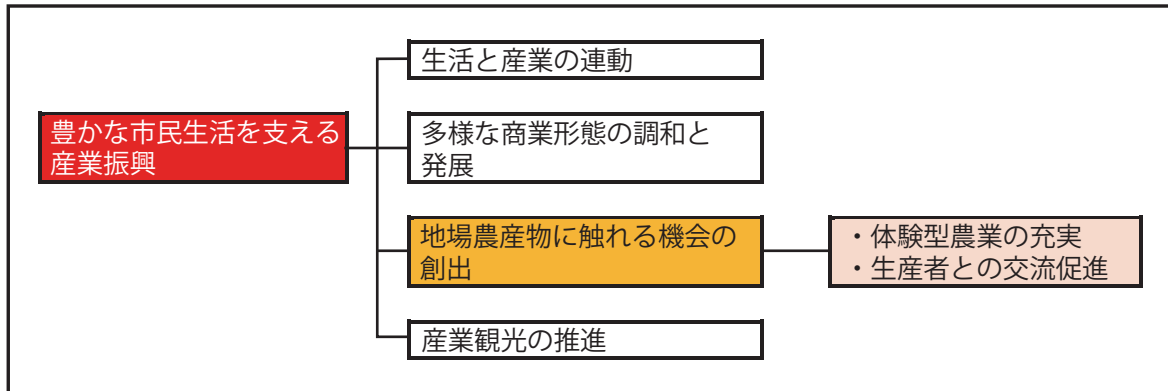 豊かな市民生活を支える
産業振興
生活と産業の連動
多様な商業形態の調和と
発展
地場農産物に触れる機会の
創出
・体験型農業の充実
・生産者との交流促進
産業観光の推進